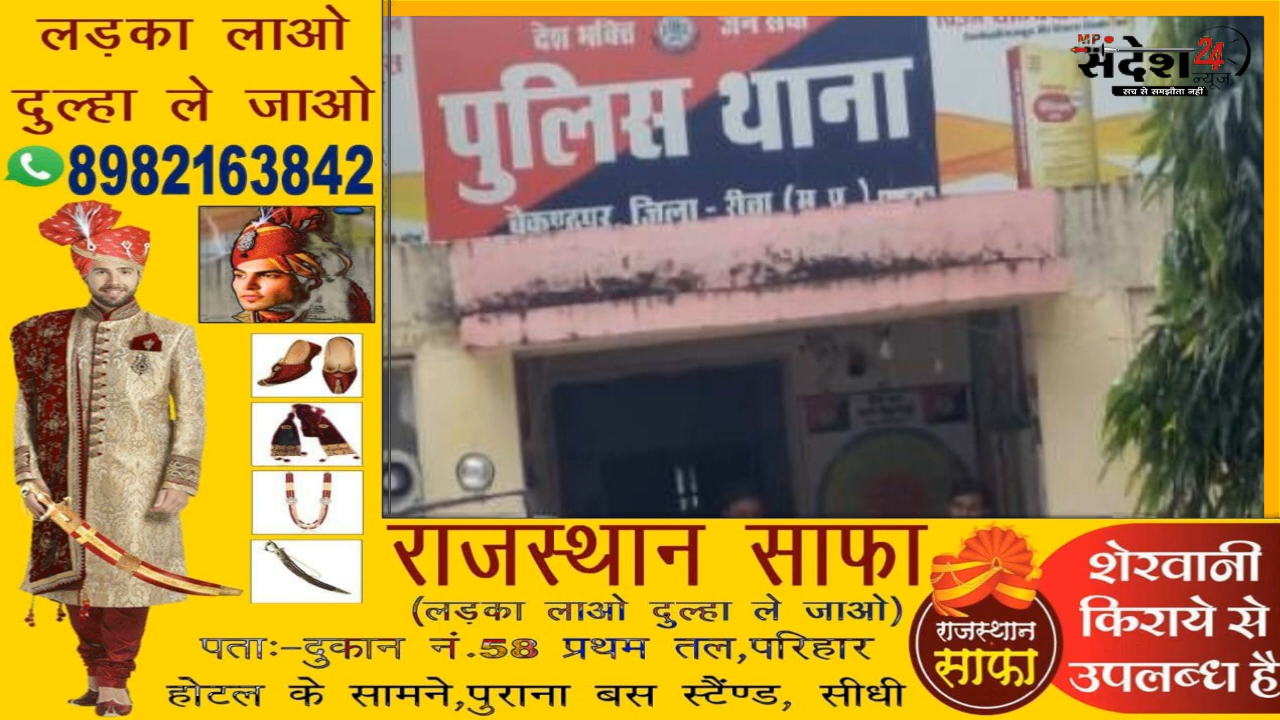 लड़का लाओ
दुल्हा ले जाओ
8982163842
देश भक्ति जन सेवा
पुलिस थाना
बैकुण्ठपुर, जिला - रीवा (म.प्र.)
MP
संदेश 24
न्यूज
सच से समझौता नहीं
राजस्थान साफा
(लड़का लाओ दुल्हा ले जाओ)
पताः-दुकान नं.58 प्रथम तल,परिहार
होटल के सामने,पुराना बस स्टैंण्ड, सीधी
राजस्थान
साफ़ा
शेरवानी
किराये से
उपलब्ध है